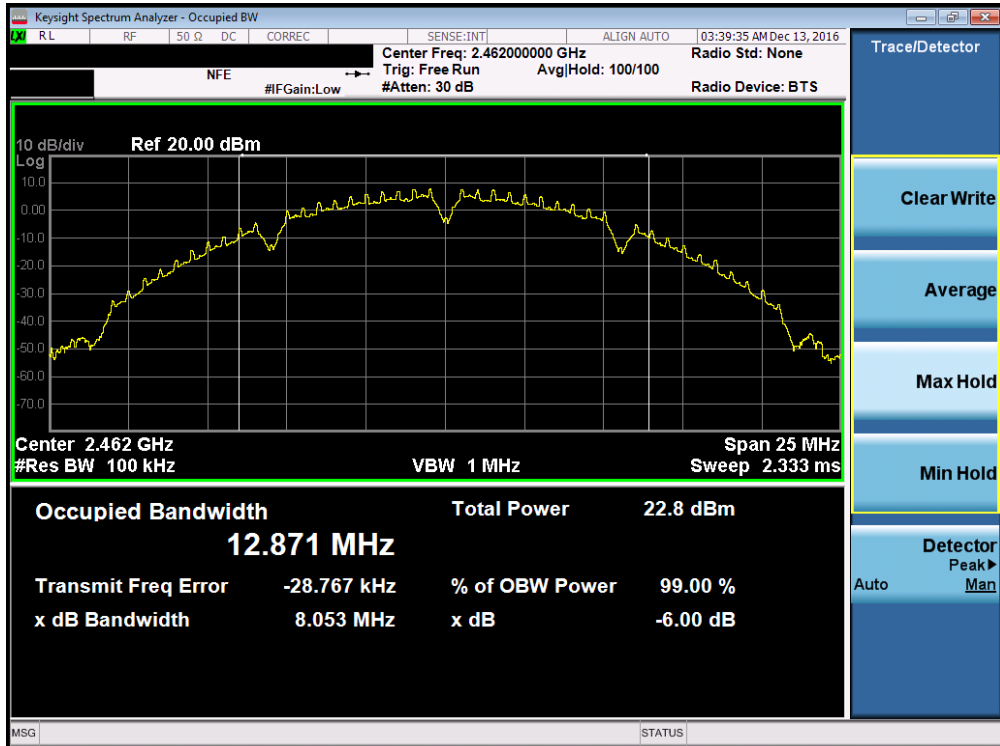 Keysight Spectrum Analyzer - Occupied BW
LXI RL RF 50 Ω DC CORREC SENSE:INT ALIGN AUTO 03:39:35 AM Dec 13, 2016
Center Freq: 2.462000000 GHz Radio Std: None
NFE Trig: Free Run Avg|Hold: 100/100
#IFGain:Low #Atten: 30 dB Radio Device: BTS
Trace/Detector
10 dB/div Ref 20.00 dBm
Log
10.0
0.00
-10.0
-20.0
-30.0
-40.0
-50.0
-60.0
-70.0
Center 2.462 GHz Span 25 MHz
#Res BW 100 kHz VBW 1 MHz Sweep 2.333 ms
Occupied Bandwidth Total Power 22.8 dBm
12.871 MHz
Transmit Freq Error -28.767 kHz % of OBW Power 99.00 %
x dB Bandwidth 8.053 MHz x dB -6.00 dB
Clear Write
Average
Max Hold
Min Hold
Detector
Peak▶
Auto Man
MSG STATUS